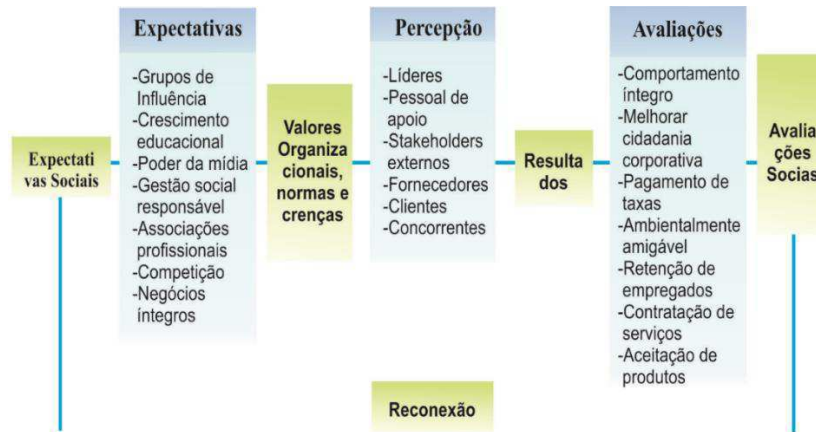 Expectati
vas Sociais
Expectativas
-Grupos de
Influência
-Crescimento
educacional
-Poder da mídia
-Gestão social
responsável
-Associações
profissionais
-Competição
-Negócios
íntegros
Valores
Organiza
cionais,
normas e
crenças
Percepção
-Líderes
-Pessoal de
apoio
-Stakeholders
externos
-Fornecedores
-Clientes
-Concorrentes
Resulta
dos
Avaliações
-Comportamento
íntegro
-Melhorar
cidadania
corporativa
-Pagamento de
taxas
-Ambientalmente
amigável
-Retenção de
empregados
-Contratação de
serviços
-Aceitação de
produtos
Avalia
ções
Socias
Reconexão